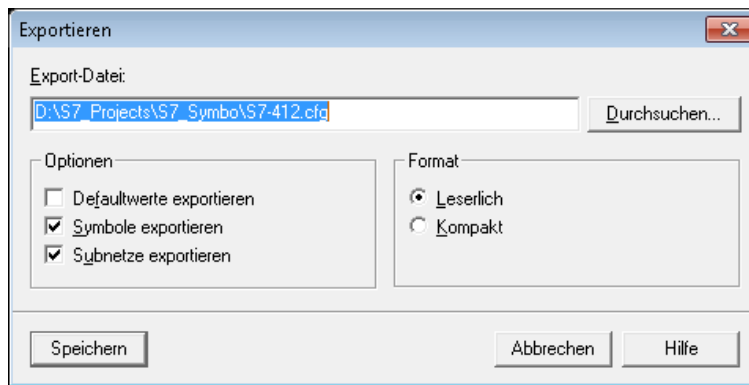 Exportieren
Export-Datei:
D:\S7_Projects\S7_Symbo\S7-412.cfg
Durchsuchen...
Optionen
Defaultwerte exportieren
Symbole exportieren
Subnetze exportieren
Format
Leserlich
Kompakt
Speichern
Abbrechen
Hilfe